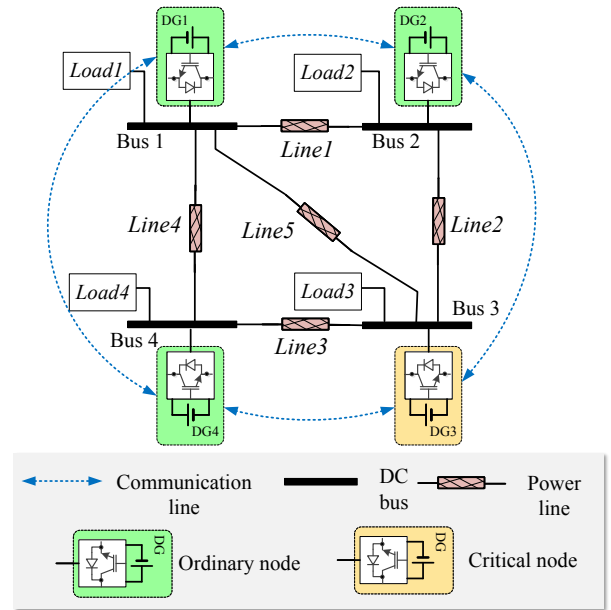 DG1
DG2
Load1
Load2
Bus 1
Line1
Bus 2
Line4
Line5
Line2
Load4
Load3
Bus 3
Bus 4
Line3
DG4
DG3
Communication
line
DC
bus
Power
line
DG
Ordinary node
DG
Critical node